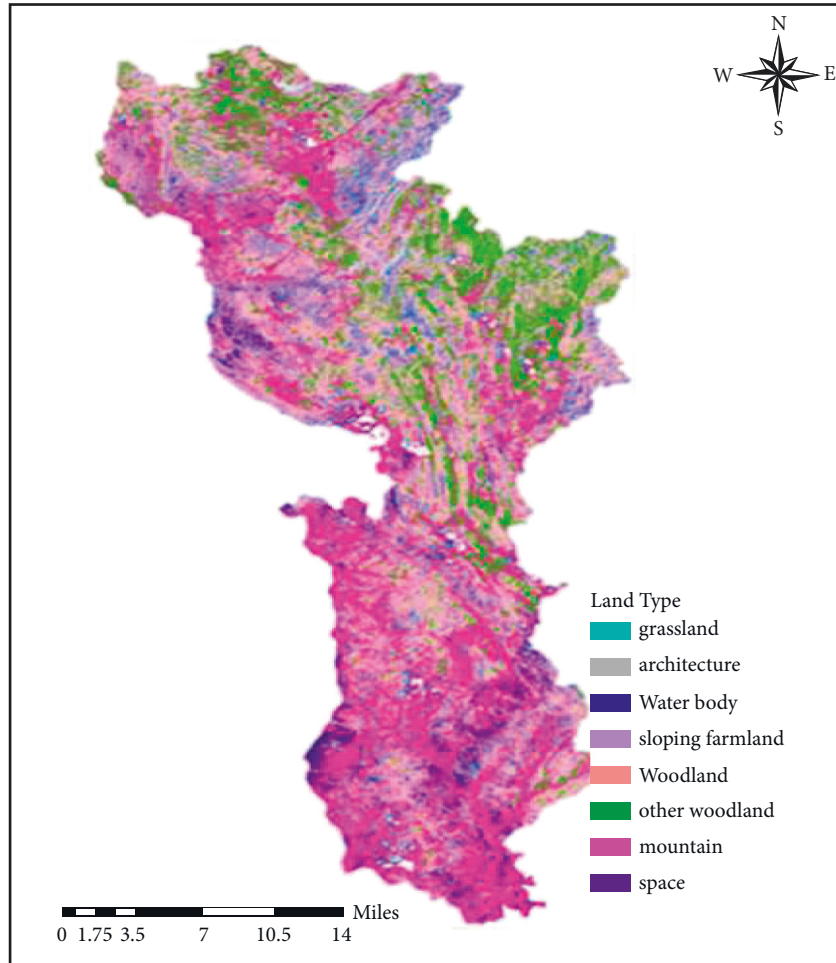 N
W E
S
Land Type
grassland
architecture
Water body
sloping farmland
Woodland
other woodland
mountain
space
Miles
0 1.75 3.5 7 10.5 14